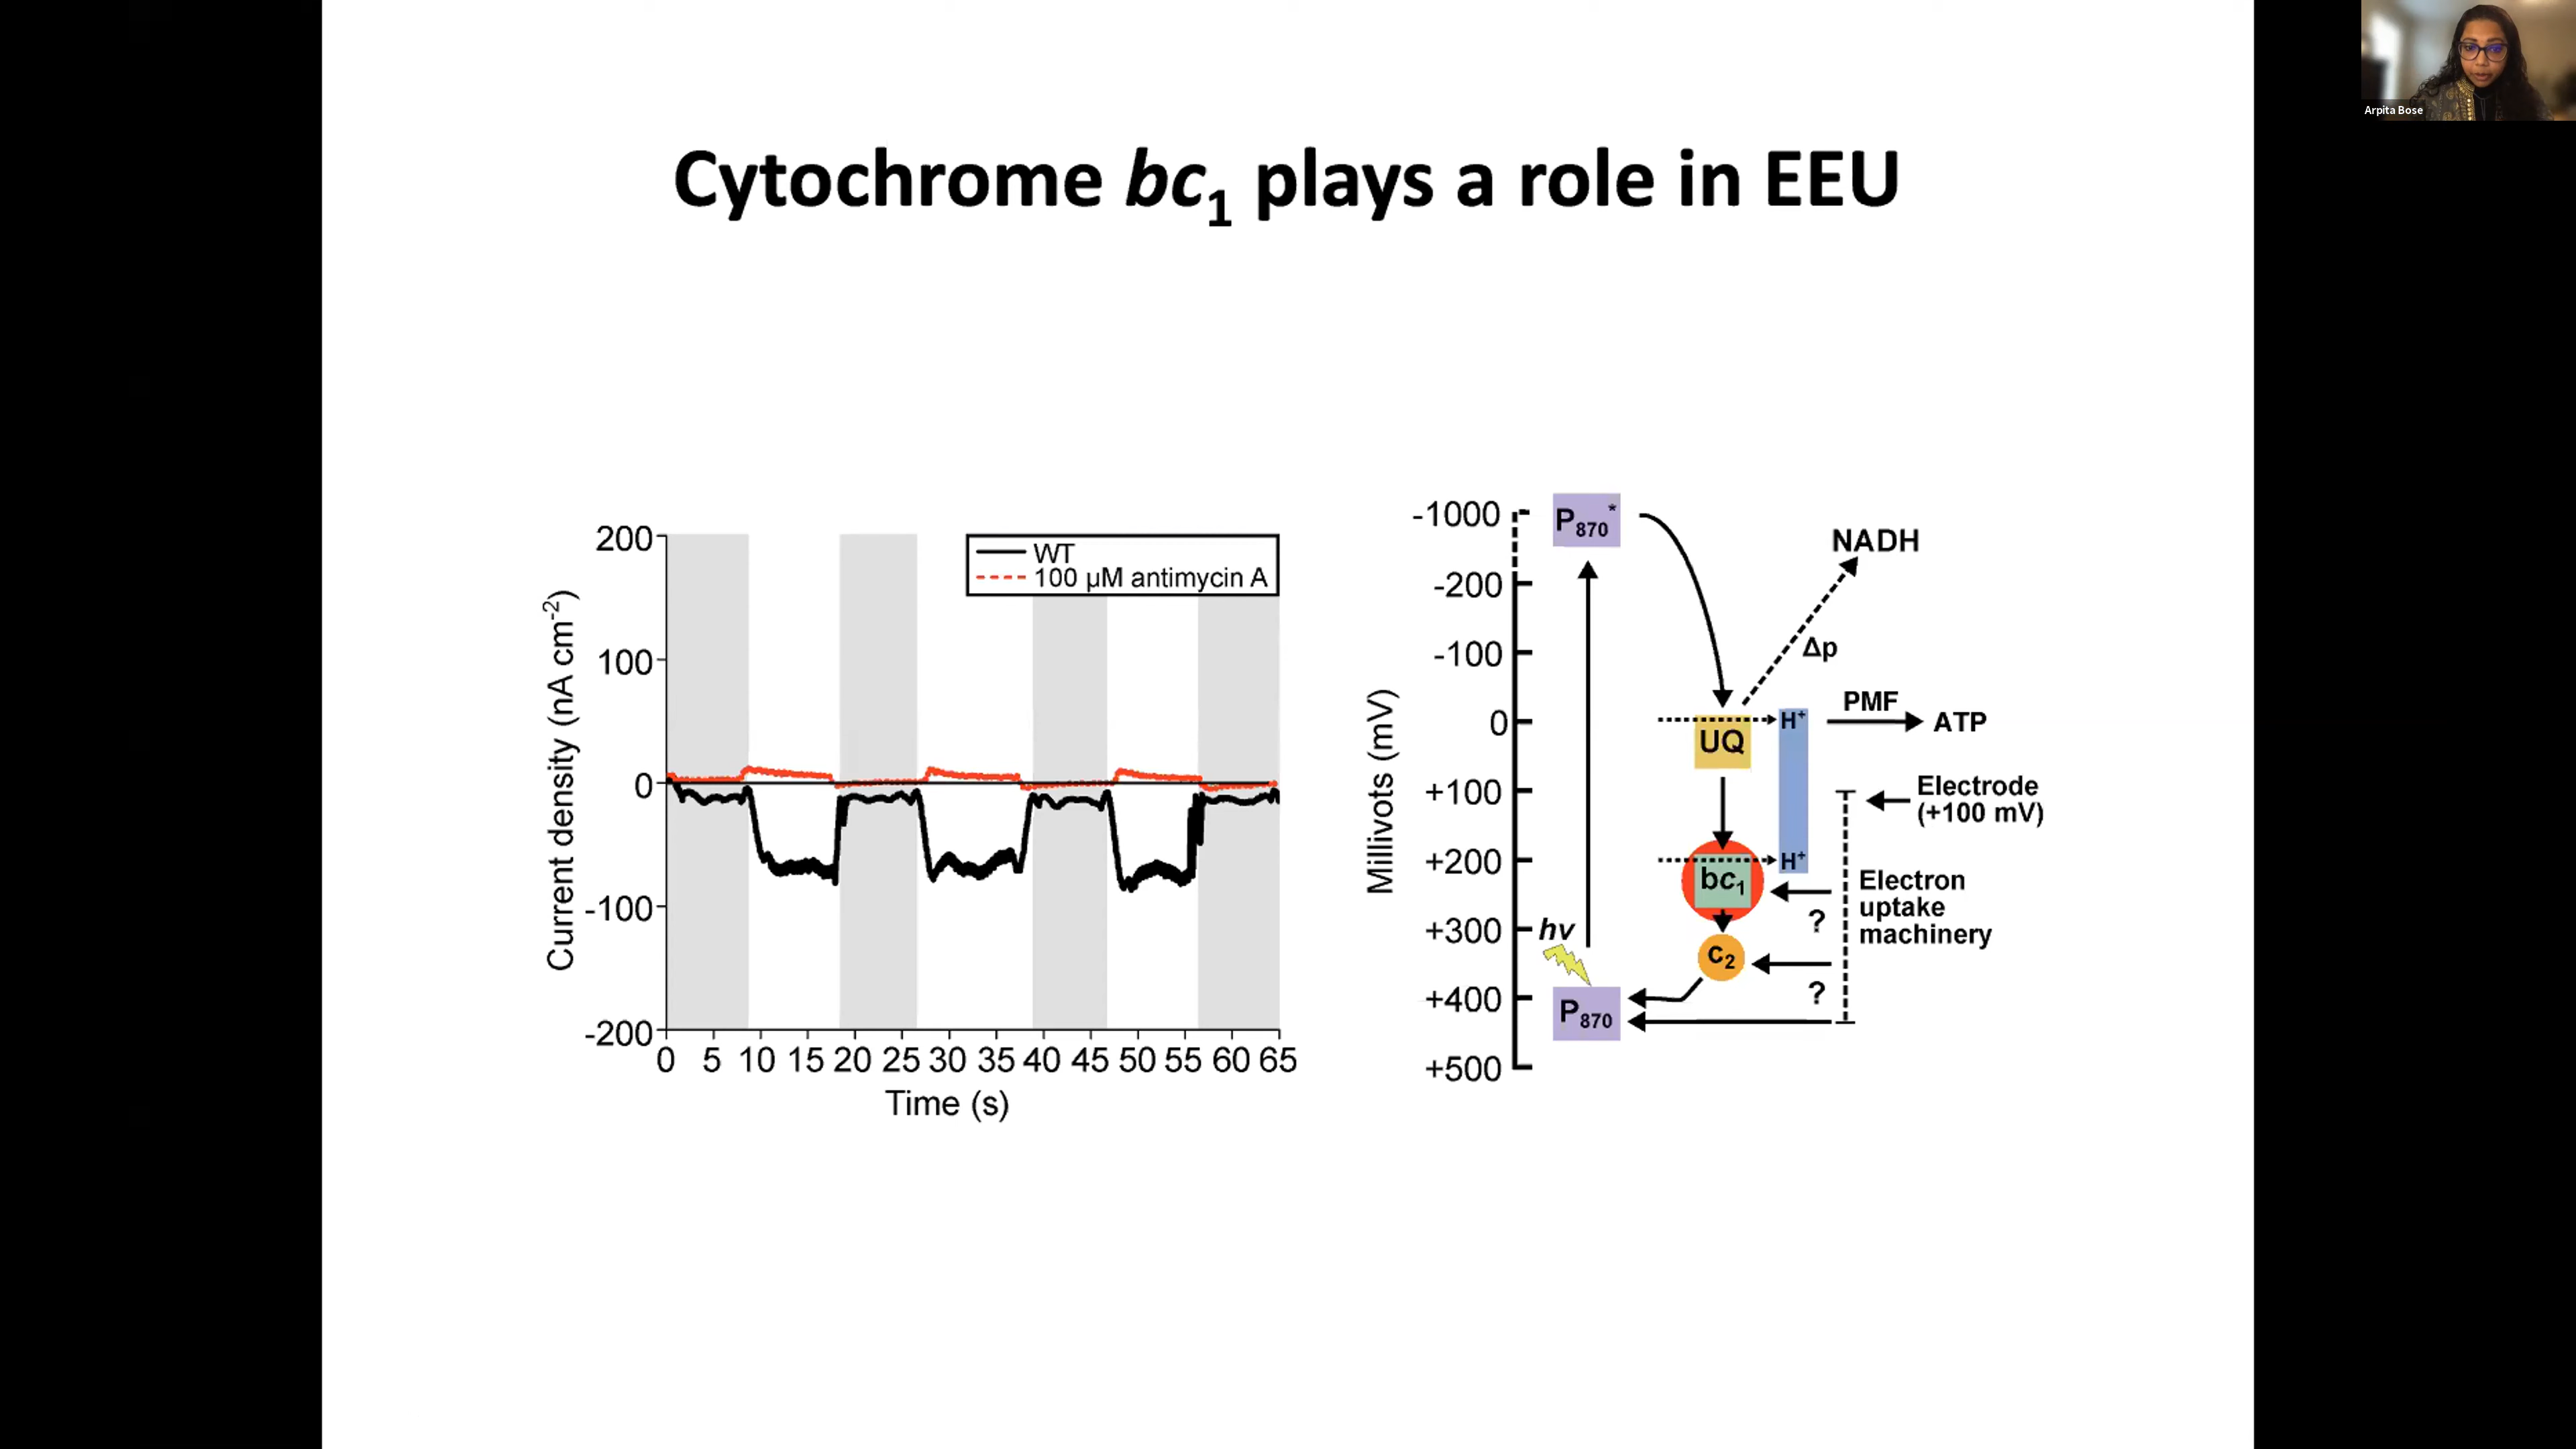 Arpita Bose
Cytochrome bc₁ plays a role in EEU
200
100
0
-100
-200
Current density (nA cm⁻²)
WT
100 µM antimycin A
0 5 10 15 20 25 30 35 40 45 50 55 60 65
Time (s)
Millivots (mV)
-1000
-200
-100
0
+100
+200
+300
+400
+500
P₈₇₀*
NADH
Δp
UQ
H⁺
PMF
ATP
Electrode
(+100 mV)
H⁺
bc₁
Electron
uptake
machinery
?
hv
c₂
?
P₈₇₀